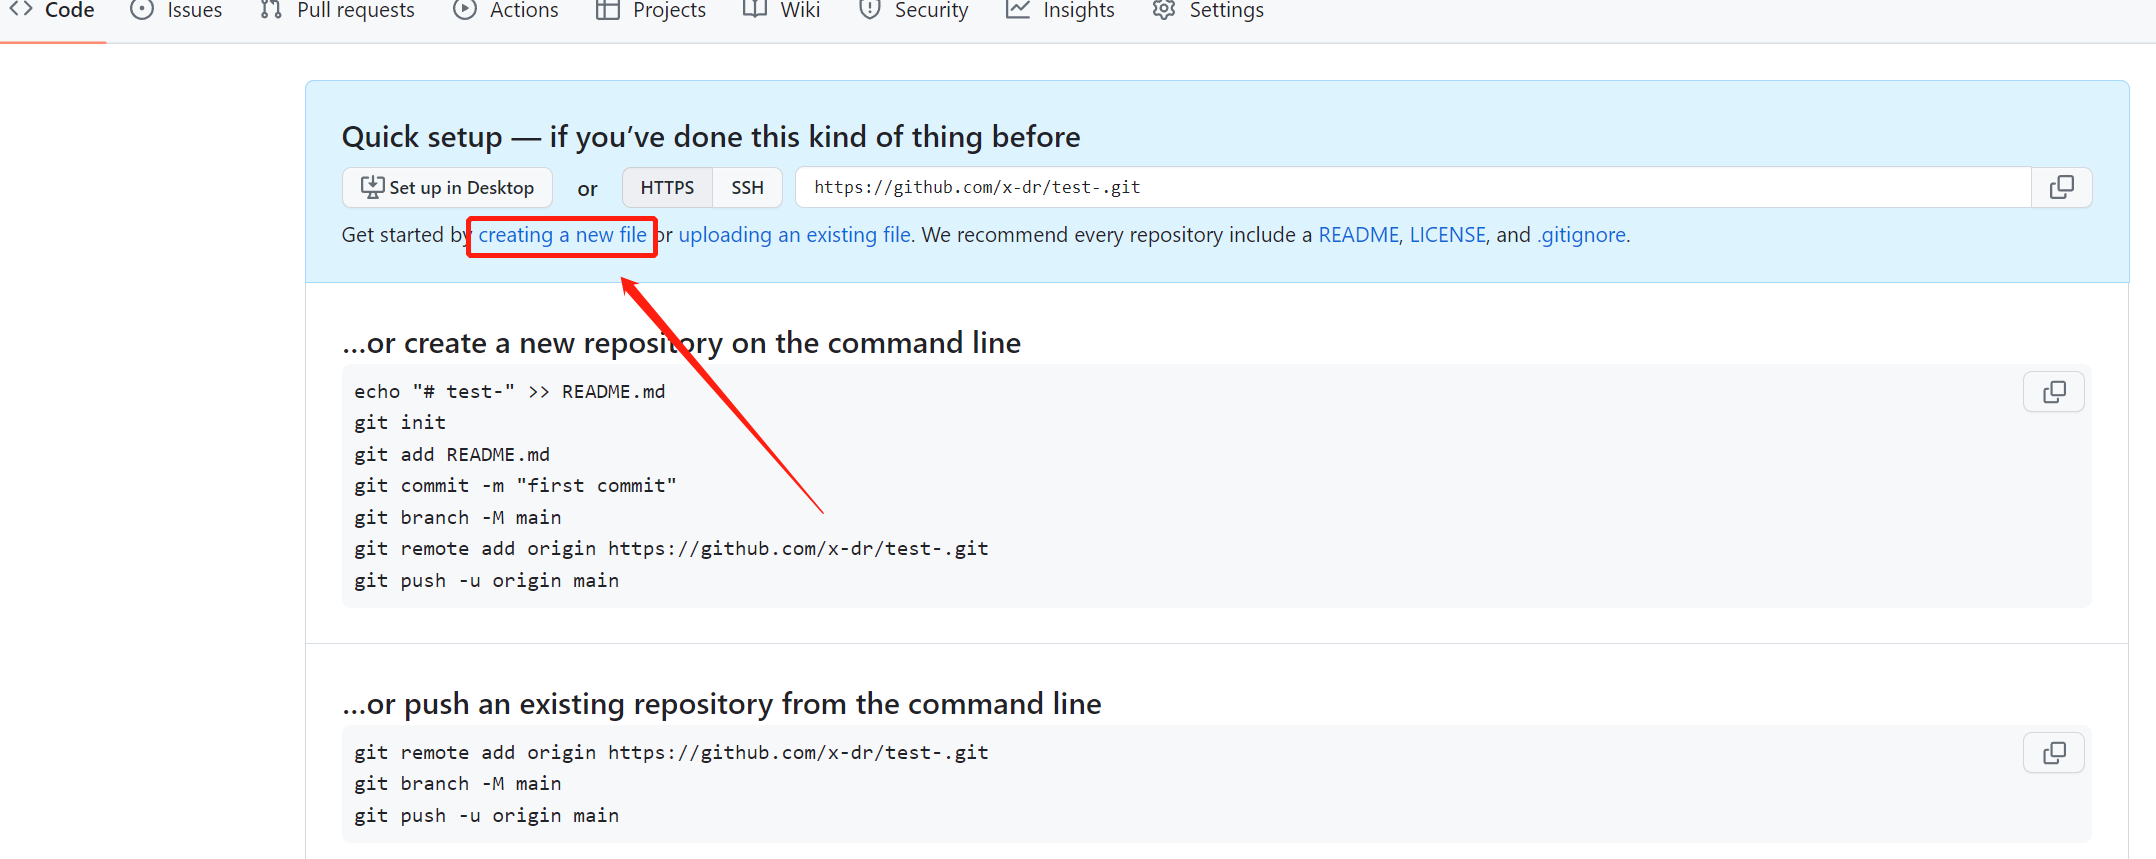 Code Issues Pull requests Actions Projects Wiki Security Insights Settings
Quick setup — if you’ve done this kind of thing before
Set up in Desktop or HTTPS SSH https://github.com/x-dr/test-.git
Get started by creating a new file or uploading an existing file. We recommend every repository include a README, LICENSE, and .gitignore.
…or create a new repository on the command line
echo "# test-" >> README.md
git init
git add README.md
git commit -m "first commit"
git branch -M main
git remote add origin https://github.com/x-dr/test-.git
git push -u origin main
…or push an existing repository from the command line
git remote add origin https://github.com/x-dr/test-.git
git branch -M main
git push -u origin main